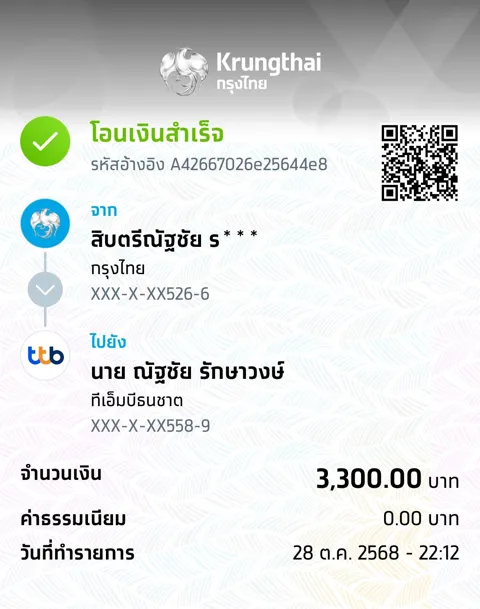 Krungthai
กรุงไทย
โอนเงินสำเร็จ
รหัสอ้างอิง A42667026e25644e8
จาก
สิบตรีณัฐชัย ร***
กรุงไทย
XXX-X-XX526-6
ttb
ไปยัง
นาย ณัฐชัย รักษาวงษ์
ทีเอ็มบีธนชาต
XXX-X-XX558-9
จำนวนเงิน 3,300.00 บาท
ค่าธรรมเนียม 0.00 บาท
วันที่ทำรายการ 28 ต.ค. 2568 - 22:12